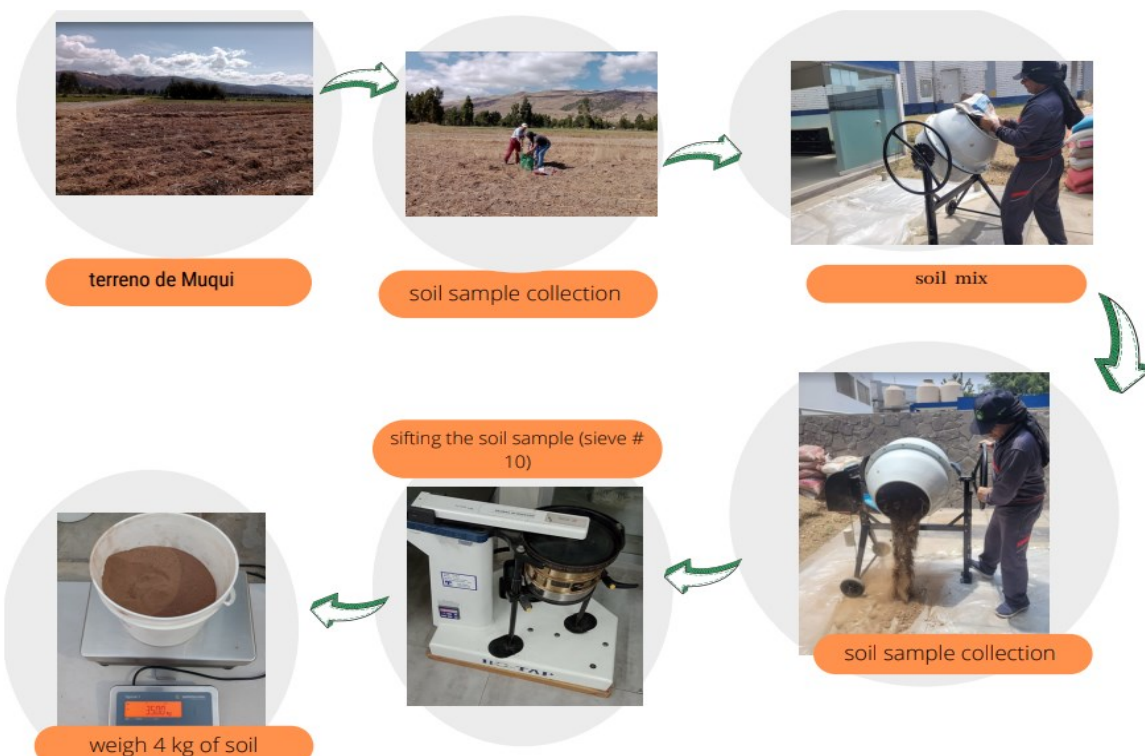 terreno de Muqui
soil sample collection
soil mix
soil sample collection
sifting the soil sample (sieve #
10)
weigh 4 kg of soil